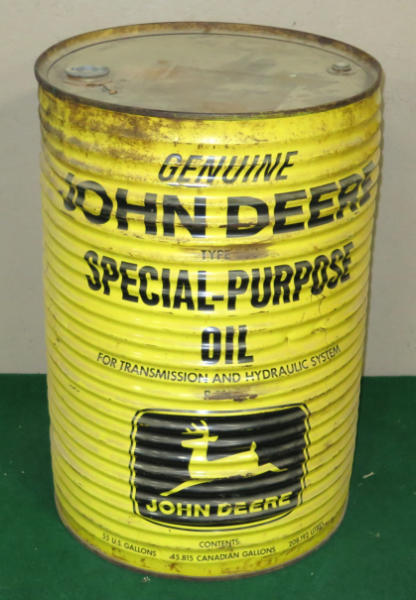 GENUINE
JOHN DEERE
TYPE
SPECIAL-PURPOSE
OIL
FOR TRANSMISSION AND HYDRAULIC SYSTEM
JOHN DEERE
CONTENTS:
55 U.S. GALLONS 45.815 CANADIAN GALLONS